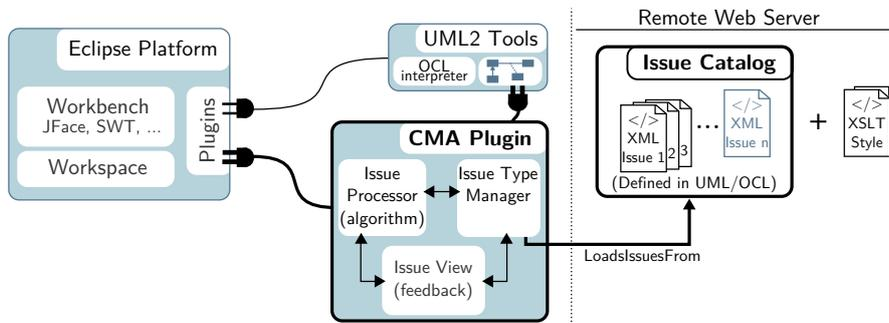 Remote Web Server
Eclipse Platform
UML2 Tools
OCL
interpreter
Issue Catalog
Workbench
JFace, SWT, ...
Workspace
Plugins
CMA Plugin
Issue
Processor
(algorithm)
Issue Type
Manager
Issue View
(feedback)
</>
XML
Issue 1
2
3
...
</>
XML
Issue n
(Defined in UML/OCL)
+
</>
XSLT
Style
LoadsIssuesFrom